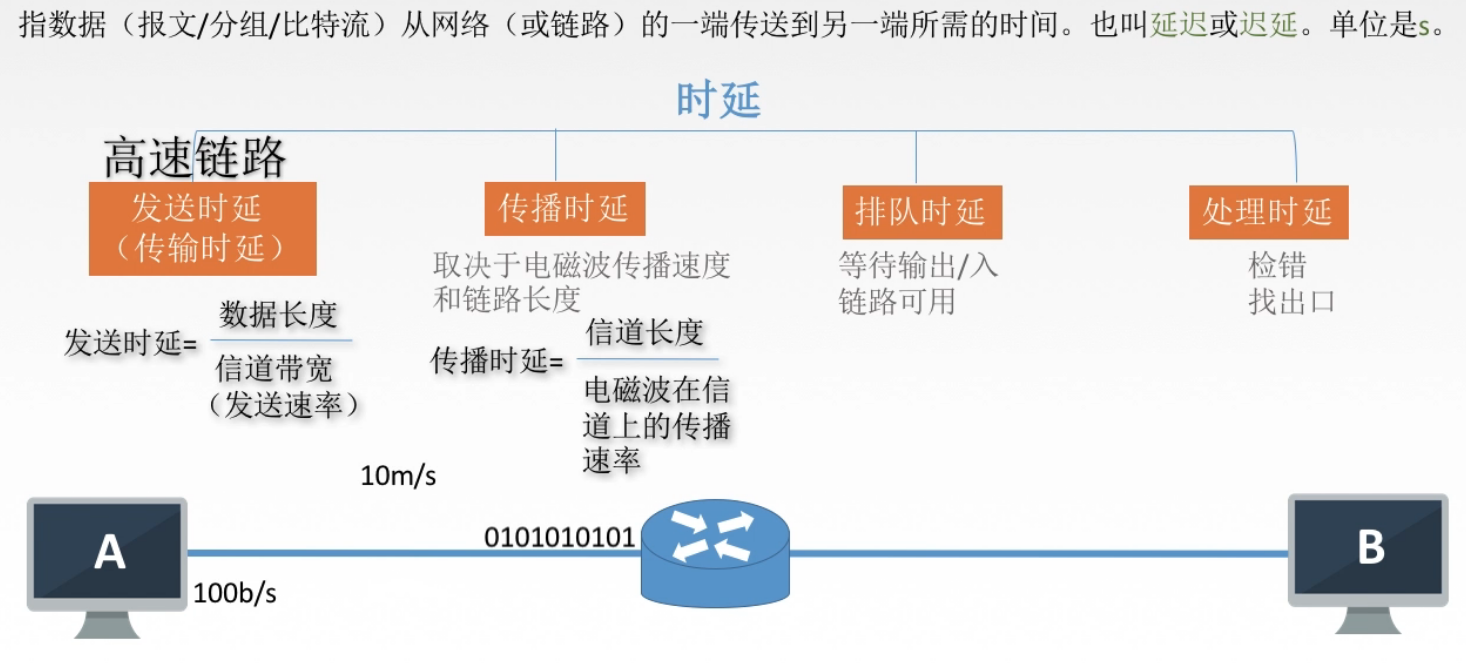 指数据（报文/分组/比特流）从网络（或链路）的一端传送到另一端所需的时间。也叫延迟或迟延。单位是s。
时延
高速链路
发送时延
（传输时延）
发送时延=
数据长度
信道带宽
（发送速率）
传播时延
取决于电磁波传播速度
和链路长度
传播时延=
信道长度
电磁波在信
道上的传播
速率
排队时延
等待输出/入
链路可用
处理时延
检错
找出口
10m/s
A
0101010101
B
100b/s